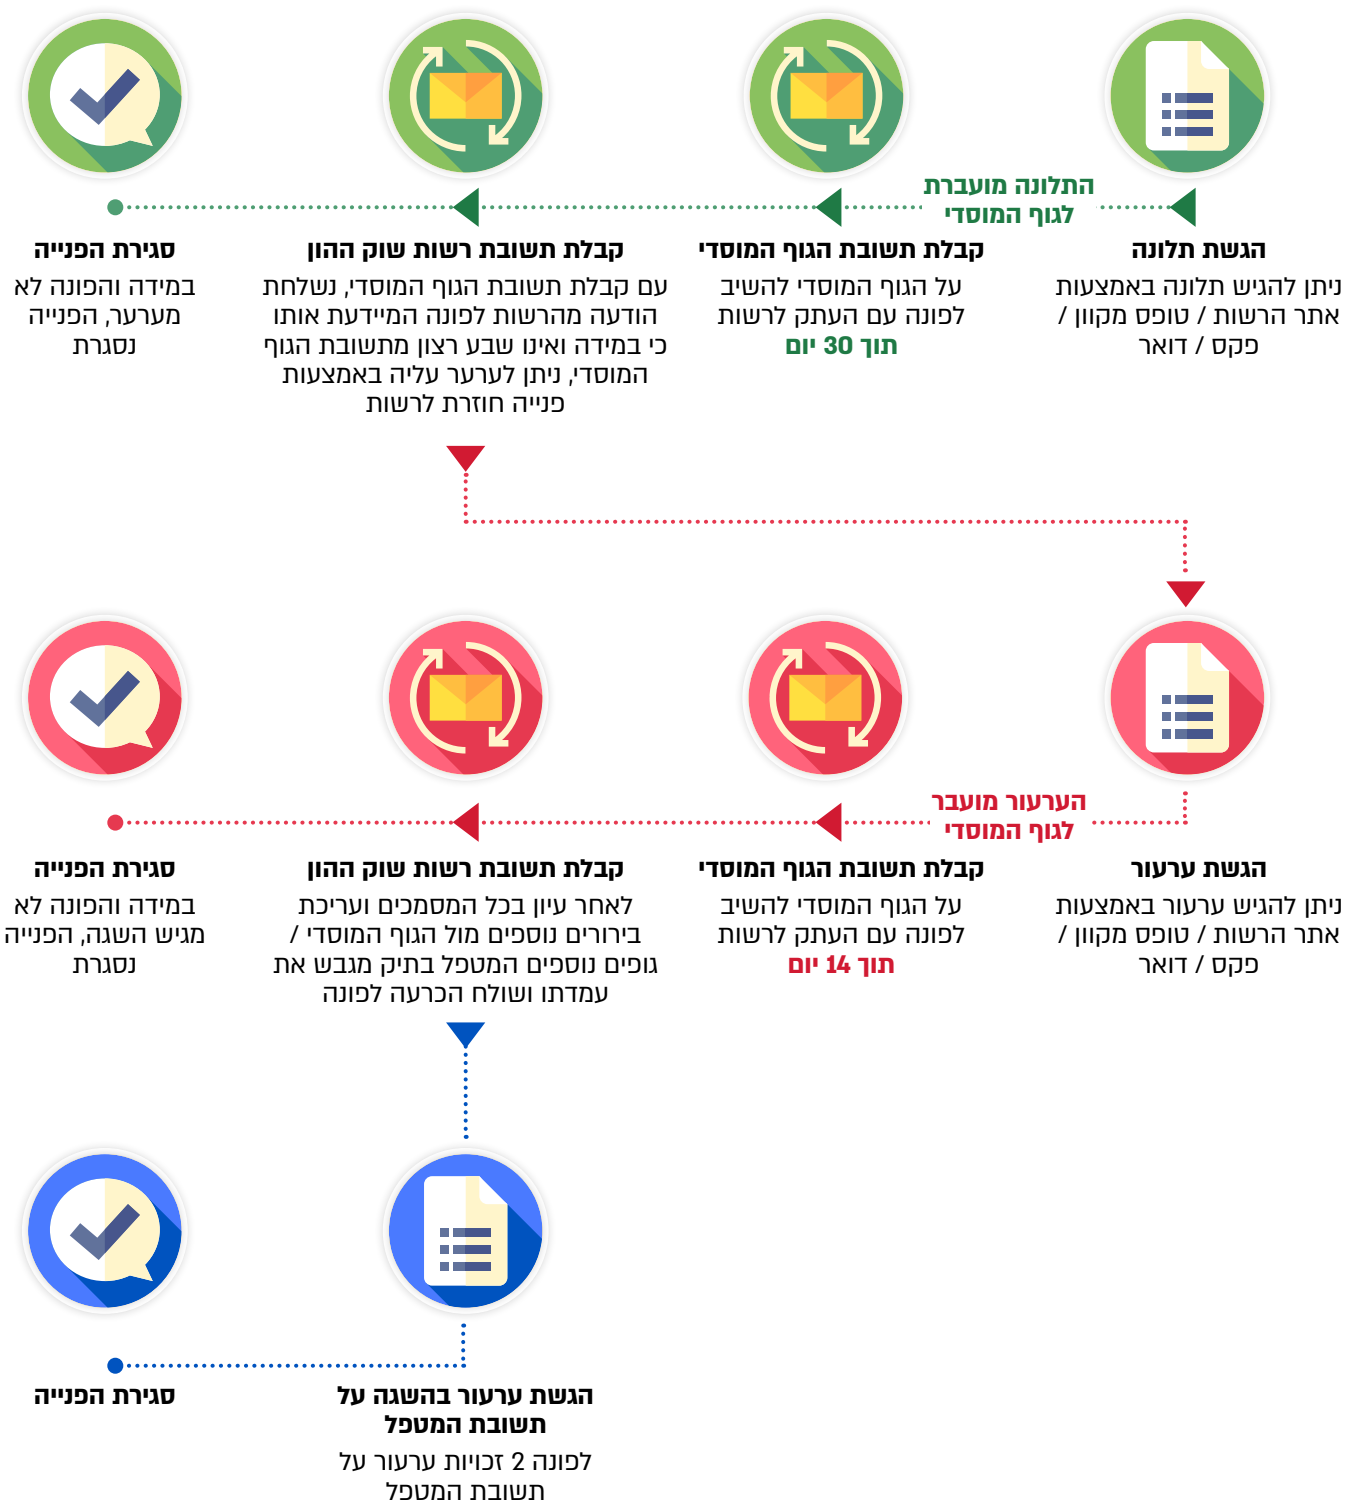 הגשת תלונה
ניתן להגיש תלונה באמצעות
אתר הרשות / טופס מקוון /
פקס / דואר
התלונה מועברת
לגוף המוסדי
קבלת תשובת הגוף המוסדי
על הגוף המוסדי להשיב
לפונה עם העתק לרשות
תוך 30 יום
קבלת תשובת רשות שוק ההון
עם קבלת תשובת הגוף המוסדי, נשלחת
הודעה מהרשות לפונה המיידעת אותו
כי במידה ואינו שבע רצון מתשובת הגוף
המוסדי, ניתן לערער עליה באמצעות
פנייה חוזרת לרשות
סגירת הפנייה
במידה והפונה לא
מערער, הפנייה
נסגרת
הגשת ערעור
ניתן להגיש ערעור באמצעות
אתר הרשות / טופס מקוון /
פקס / דואר
הערעור מועבר
לגוף המוסדי
קבלת תשובת הגוף המוסדי
על הגוף המוסדי להשיב
לפונה עם העתק לרשות
תוך 14 יום
קבלת תשובת רשות שוק ההון
לאחר עיון בכל המסמכים ועריכת
בירורים נוספים מול הגוף המוסדי /
גופים נוספים המטפל בתיק מגבש את
עמדתו ושולח הכרעה לפונה
סגירת הפנייה
במידה והפונה לא
מגיש השגה, הפנייה
נסגרת
הגשת ערעור בהשגה על
תשובת המטפל
לפונה 2 זכויות ערעור על
תשובת המטפל
סגירת הפנייה